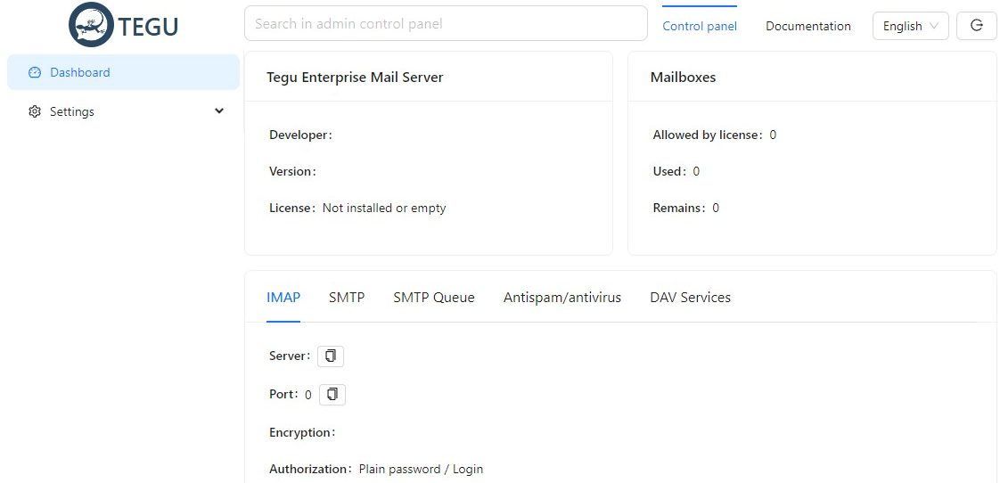 TEGU
Search in admin control panel
Control panel
Documentation
English
Dashboard
Settings
Tegu Enterprise Mail Server
Developer:
Version:
License: Not installed or empty
Mailboxes
Allowed by license: 0
Used: 0
Remains: 0
IMAP SMTP SMTP Queue Antispam/antivirus DAV Services
Server:
Port: 0
Encryption:
Authorization: Plain password / Login